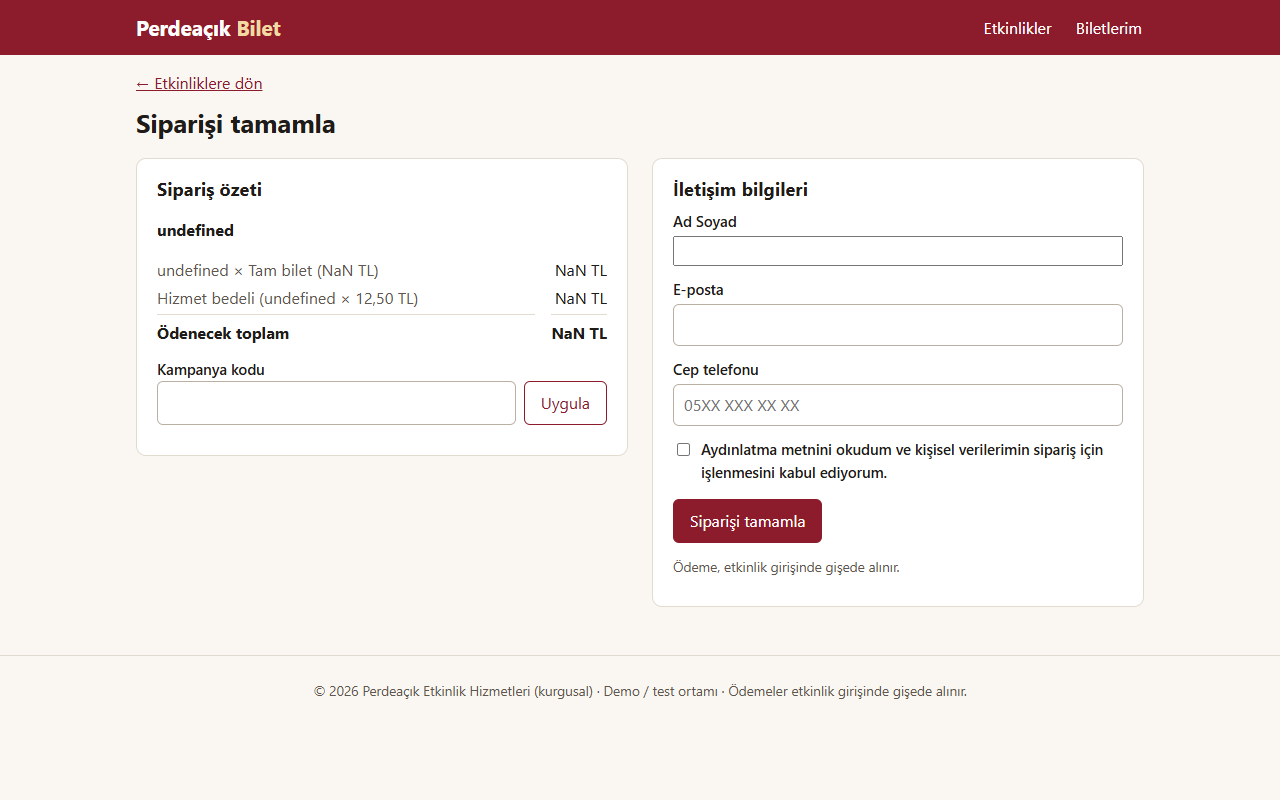 Perdeaçık Bilet
Etkinlikler
Biletlerim
← Etkinliklere dön
Siparişi tamamla
Sipariş özeti
undefined
undefined × Tam bilet (NaN TL) NaN TL
Hizmet bedeli (undefined × 12,50 TL) NaN TL
Ödenecek toplam NaN TL
Kampanya kodu
Uygula
İletişim bilgileri
Ad Soyad
E-posta
Cep telefonu
05XX XXX XX XX
Aydınlatma metnini okudum ve kişisel verilerimin sipariş için
işlenmesini kabul ediyorum.
Siparişi tamamla
Ödeme, etkinlik girişinde gişede alınır.
© 2026 Perdeaçık Etkinlik Hizmetleri (kurgusal) · Demo / test ortamı · Ödemeler etkinlik girişinde gişede alınır.